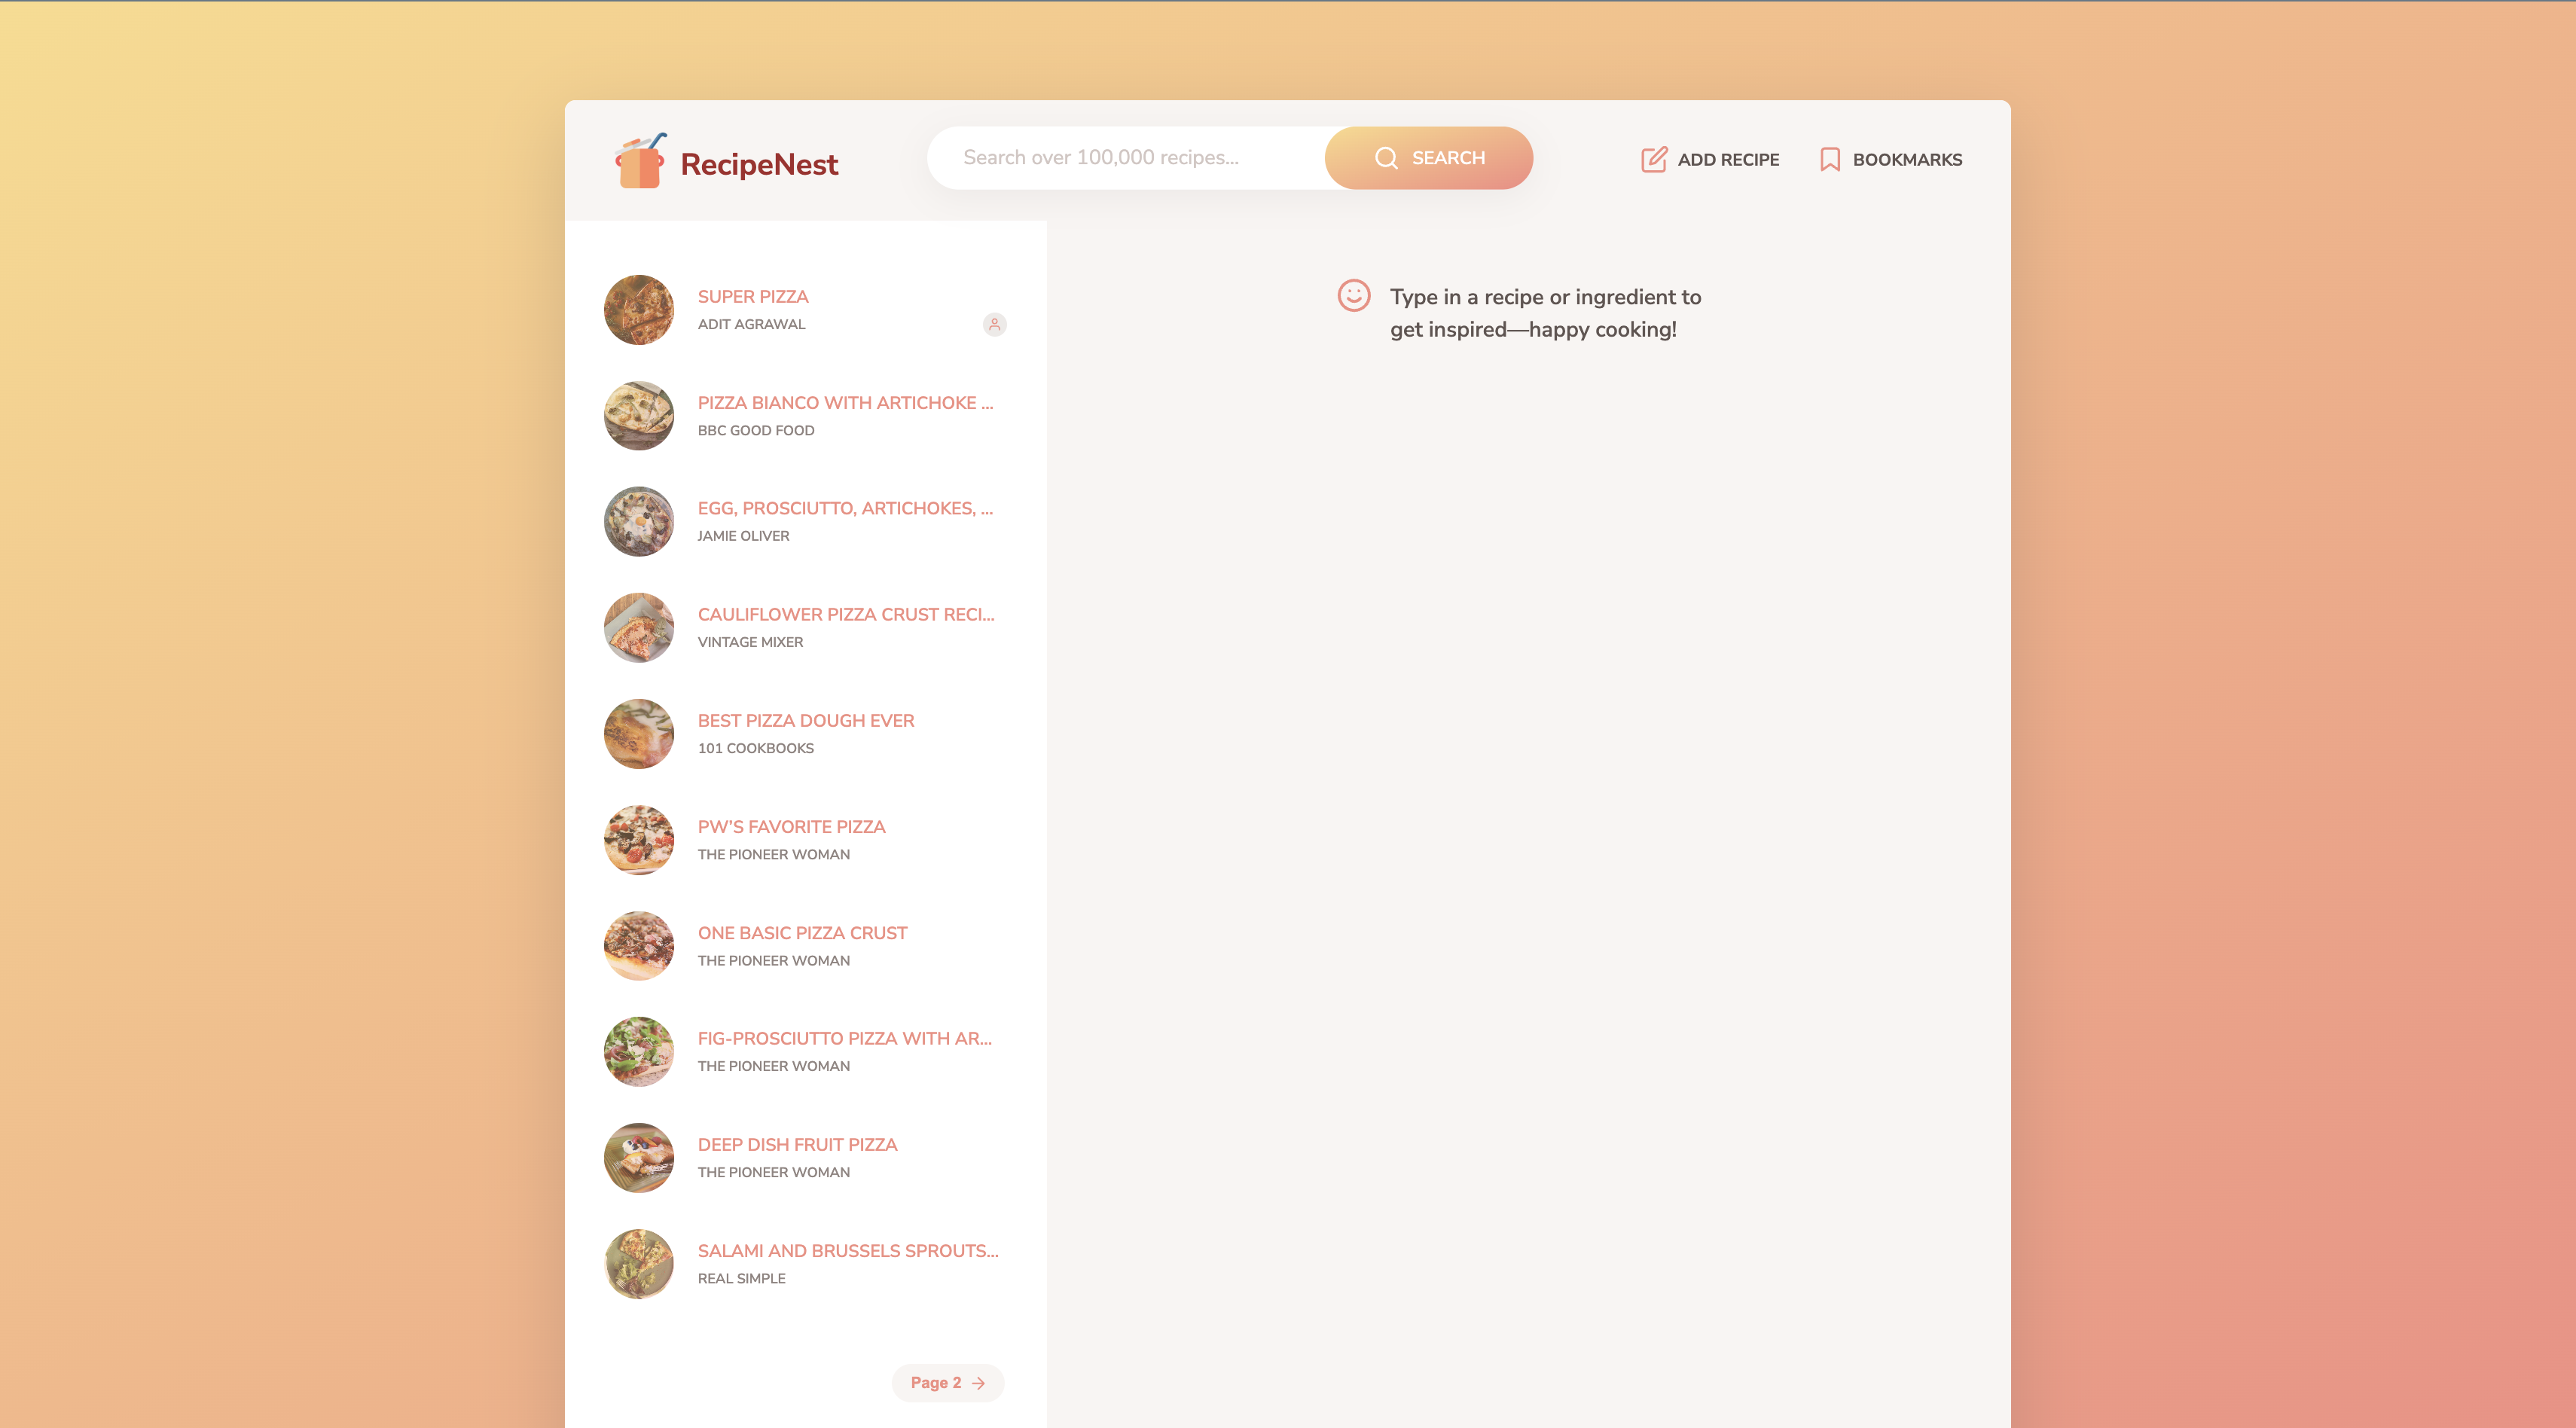 RecipeNest
Search over 100,000 recipes...
SEARCH
ADD RECIPE
BOOKMARKS
SUPER PIZZA
ADIT AGRAWAL
PIZZA BIANCO WITH ARTICHOKE ...
BBC GOOD FOOD
EGG, PROSCIUTTO, ARTICHOKES, ...
JAMIE OLIVER
CAULIFLOWER PIZZA CRUST RECI...
VINTAGE MIXER
BEST PIZZA DOUGH EVER
101 COOKBOOKS
PW'S FAVORITE PIZZA
THE PIONEER WOMAN
ONE BASIC PIZZA CRUST
THE PIONEER WOMAN
FIG-PROSCIUTTO PIZZA WITH AR...
THE PIONEER WOMAN
DEEP DISH FRUIT PIZZA
THE PIONEER WOMAN
SALAMI AND BRUSSELS SPROUTS...
REAL SIMPLE
Page 2
Type in a recipe or ingredient to
get inspired—happy cooking!